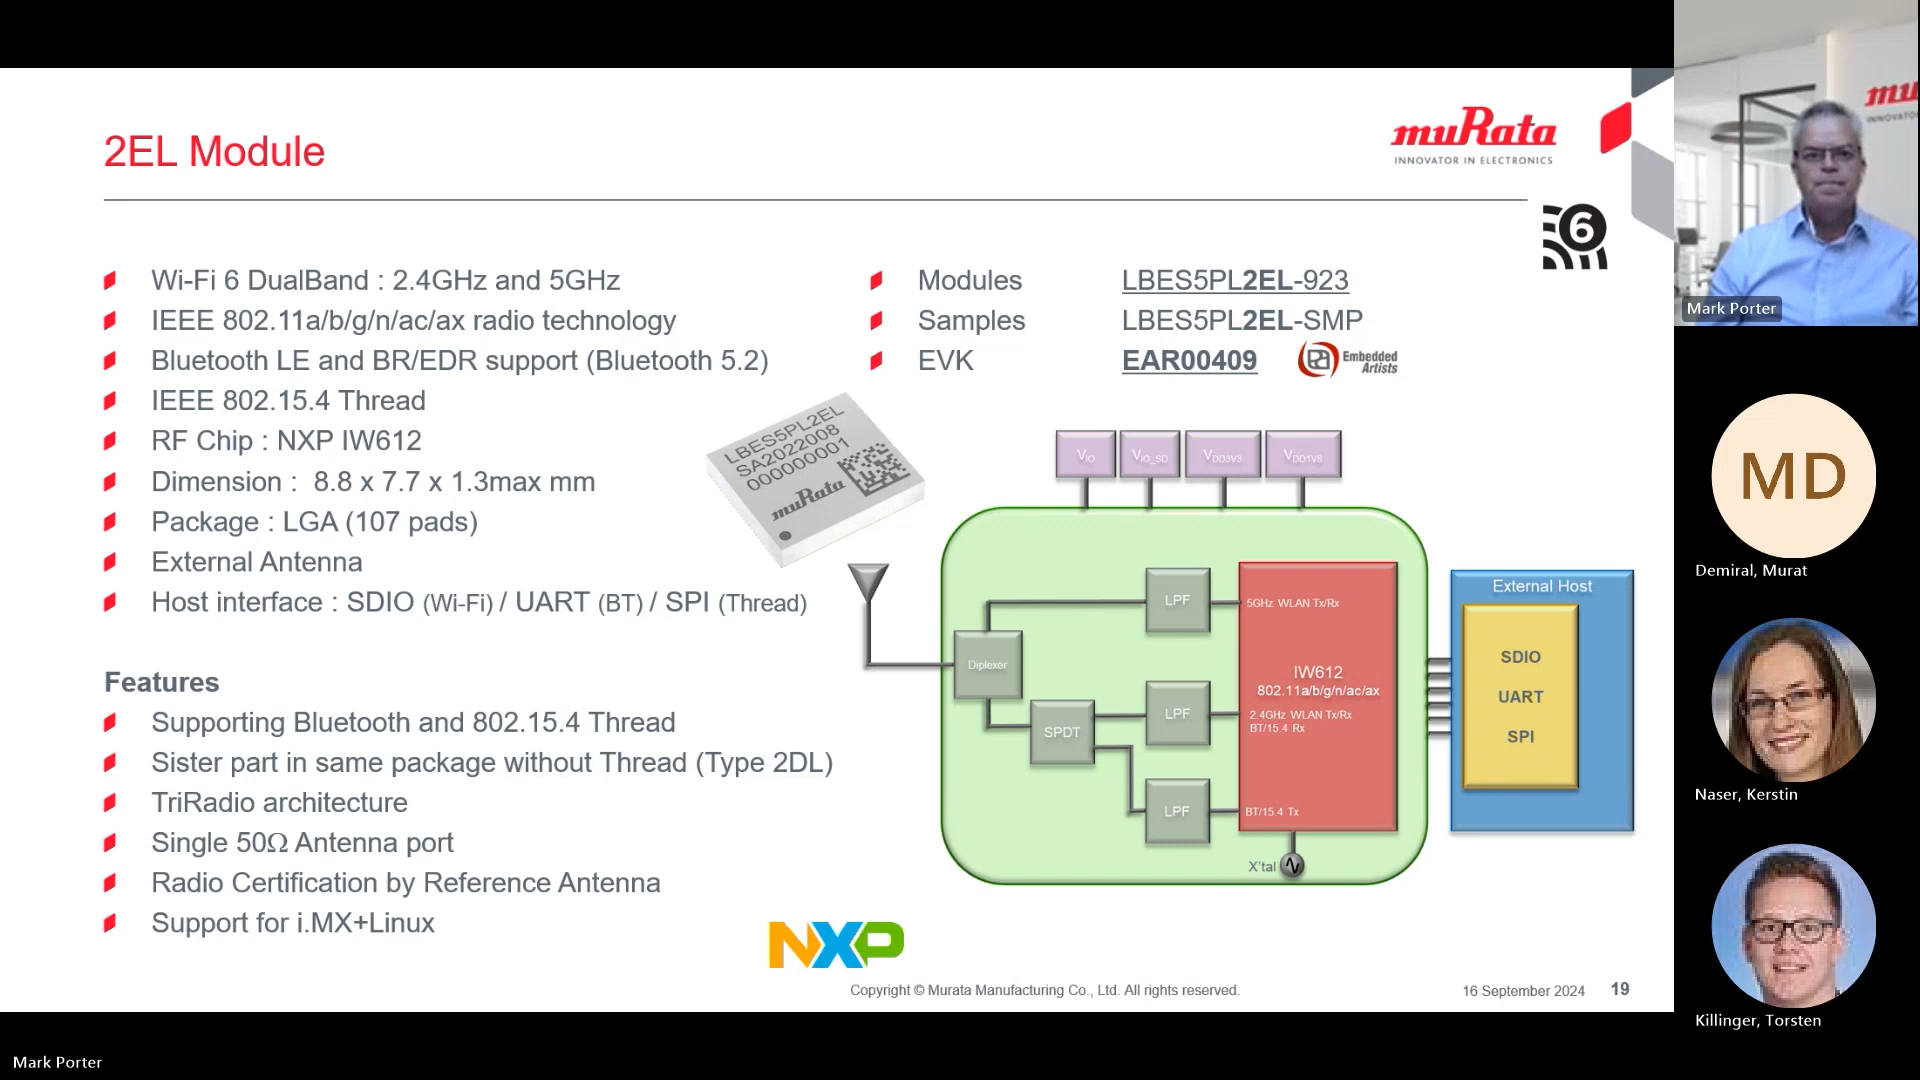 2EL Module
muRata
INNOVATOR IN ELECTRONICS
6
Wi-Fi 6 DualBand : 2.4GHz and 5GHz
IEEE 802.11a/b/g/n/ac/ax radio technology
Bluetooth LE and BR/EDR support (Bluetooth 5.2)
IEEE 802.15.4 Thread
RF Chip : NXP IW612
Dimension : 8.8 x 7.7 x 1.3max mm
Package : LGA (107 pads)
External Antenna
Host interface : SDIO (Wi-Fi) / UART (BT) / SPI (Thread)
Features
Supporting Bluetooth and 802.15.4 Thread
Sister part in same package without Thread (Type 2DL)
TriRadio architecture
Single 50Ω Antenna port
Radio Certification by Reference Antenna
Support for i.MX+Linux
Modules LBES5PL2EL-923
Samples LBES5PL2EL-SMP
EVK EAR00409
Embedded
Artists
LBES5PL2EL
SA2022008
00000001
muRata
VIO
VIO_SD
VDD3V3
VDD1V8
Diplexer
SPDT
LPF
LPF
LPF
5GHz WLAN Tx/Rx
IW612
802.11a/b/g/n/ac/ax
2.4GHz WLAN Tx/Rx
BT/15.4 Rx
BT/15.4 Tx
X'tal
External Host
SDIO
UART
SPI
NXP
Copyright © Murata Manufacturing Co., Ltd. All rights reserved.
16 September 2024
19
Mark Porter
MD
Demiral, Murat
Naser, Kerstin
Killinger, Torsten
Mark Porter